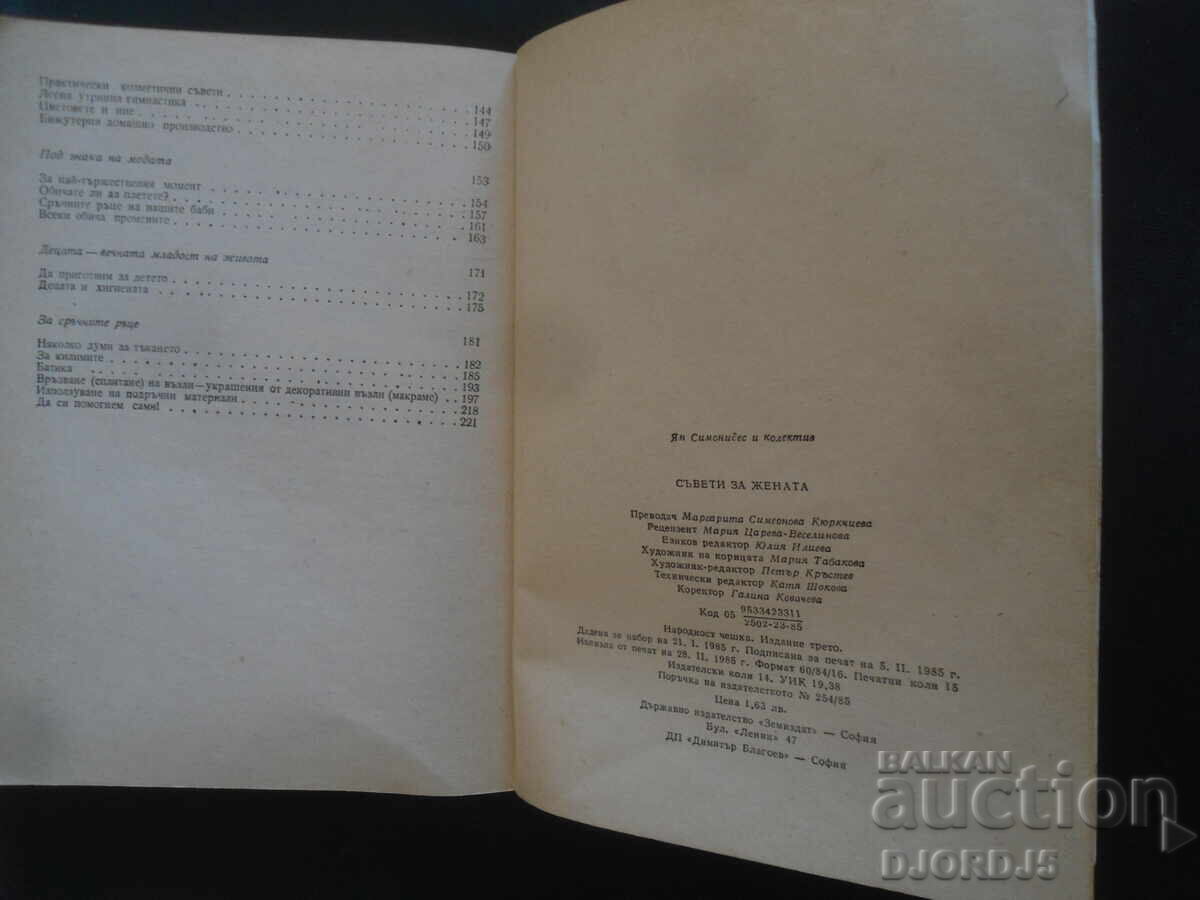 Практически козметични съвети . . . 144
Лесна утринна гимнастика . . . 147
Цветовете и ние . . . 149
Бижутерия домашно производство . . . 150
Под знака на модата 153
За най-тържествения момент . . . 154
Обичате ли да плетете? . . . 157
Сръчните ръце на нашите баби . . . 161
Всеки обича промените . . . 163
Децата — вечната младост на живота 171
Да приготвим за детето . . . 172
Децата и хигиената . . . 175
За сръчните ръце 181
Няколко думи за тъкането . . . 182
За килимите . . . 185
Батика . . . 193
Връзване (сплитане) на възли — украшения от декоративни възли (макраме) . . 197
Използуване на подръчни материали . . . 218
Да си помогнем сами! . . . 221
Ян Симонидес и колектив
СЪВЕТИ ЗА ЖЕНАТА
Преводач Маргарита Симеонова Кюркчиева
Рецензент Мария Царева-Веселинова
Езиков редактор Юлия Илиева
Художник на корицата Мария Табакова
Художник-редактор Петър Кръстев
Технически редактор Катя Шокова
Коректор Галина Ковачева
Код 05 9533423311
2502-23-85
Народност чешка. Издание трето.
Дадена за набор на 21. I. 1985 г. Подписана за печат на 5. II. 1985 г.
Излязла от печат на 28. II. 1985 г. Формат 60/84/16. Печатни коли 15
Издателски коли 14. УИК 19,38
Поръчка на издателството № 254/85
Цена 1,63 лв.
Държавно издателство «Земиздат» — София
Бул. «Ленин» 47
ДП «Димитър Благоев» — София
BALKAN
auction
DJORDJ5